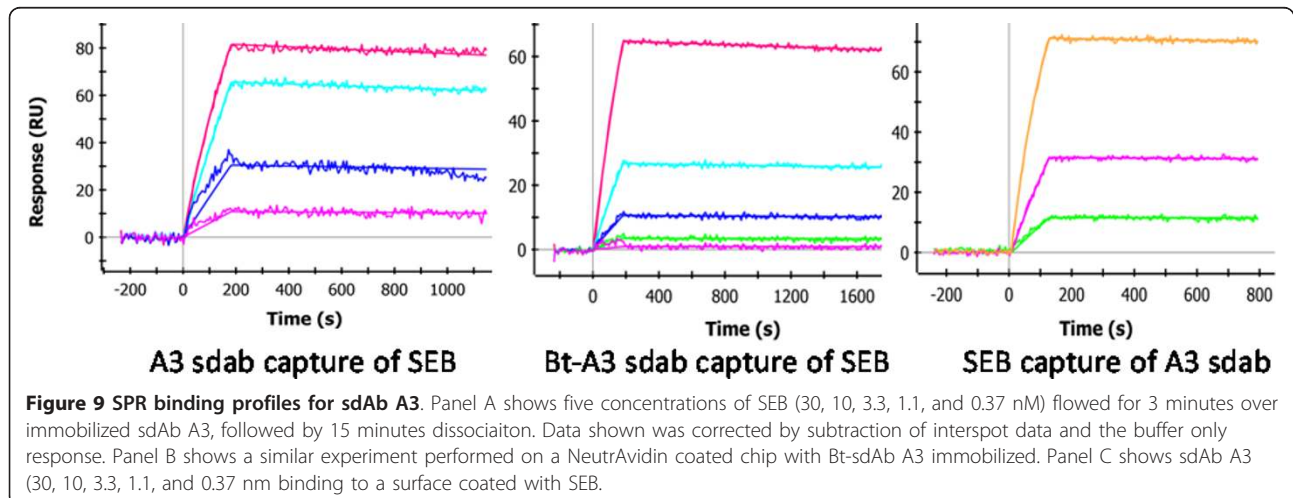 80
60
40
20
0
Response (RU)
-200 0 200 400 600 800 1000
Time (s)
A3 sdab capture of SEB
60
40
20
0
0 400 800 1200 1600
Time (s)
Bt-A3 sdab capture of SEB
60
40
20
0
-200 0 200 400 600 800
Time (s)
SEB capture of A3 sdab
Figure 9 SPR binding profiles for sdAb A3. Panel A shows five concentrations of SEB (30, 10, 3.3, 1.1, and 0.37 nM) flowed for 3 minutes over
immobilized sdAb A3, followed by 15 minutes dissociaiton. Data shown was corrected by subtraction of interspot data and the buffer only
response. Panel B shows a similar experiment performed on a NeutrAvidin coated chip with Bt-sdAb A3 immobilized. Panel C shows sdAb A3
(30, 10, 3.3, 1.1, and 0.37 nm binding to a surface coated with SEB.